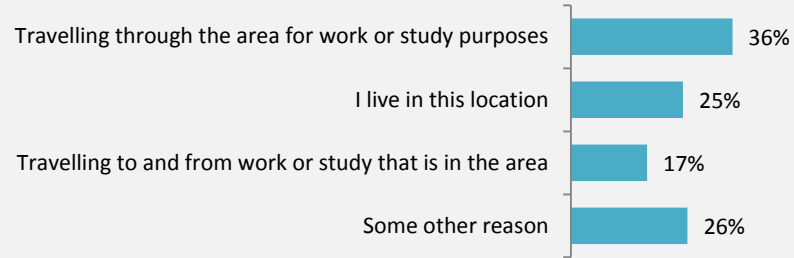 Travelling through the area for work or study purposes 36%
I live in this location 25%
Travelling to and from work or study that is in the area 17%
Some other reason 26%